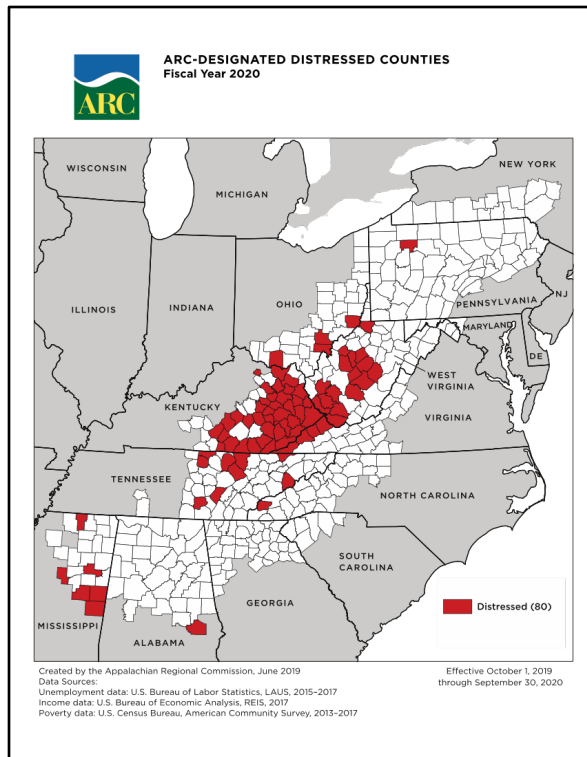 ARC
ARC-DESIGNATED DISTRESSED COUNTIES
Fiscal Year 2020
WISCONSIN
MICHIGAN
NEW YORK
ILLINOIS
INDIANA
OHIO
PENNSYLVANIA
NJ
MARYLAND
DE
WEST
VIRGINIA
KENTUCKY
VIRGINIA
TENNESSEE
NORTH CAROLINA
SOUTH
CAROLINA
MISSISSIPPI
ALABAMA
GEORGIA
Distressed (80)
Created by the Appalachian Regional Commission, June 2019
Data Sources:
Unemployment data: U.S. Bureau of Labor Statistics, LAUS, 2015–2017
Income data: U.S. Bureau of Economic Analysis, REIS, 2017
Poverty data: U.S. Census Bureau, American Community Survey, 2013–2017
Effective October 1, 2019
through September 30, 2020